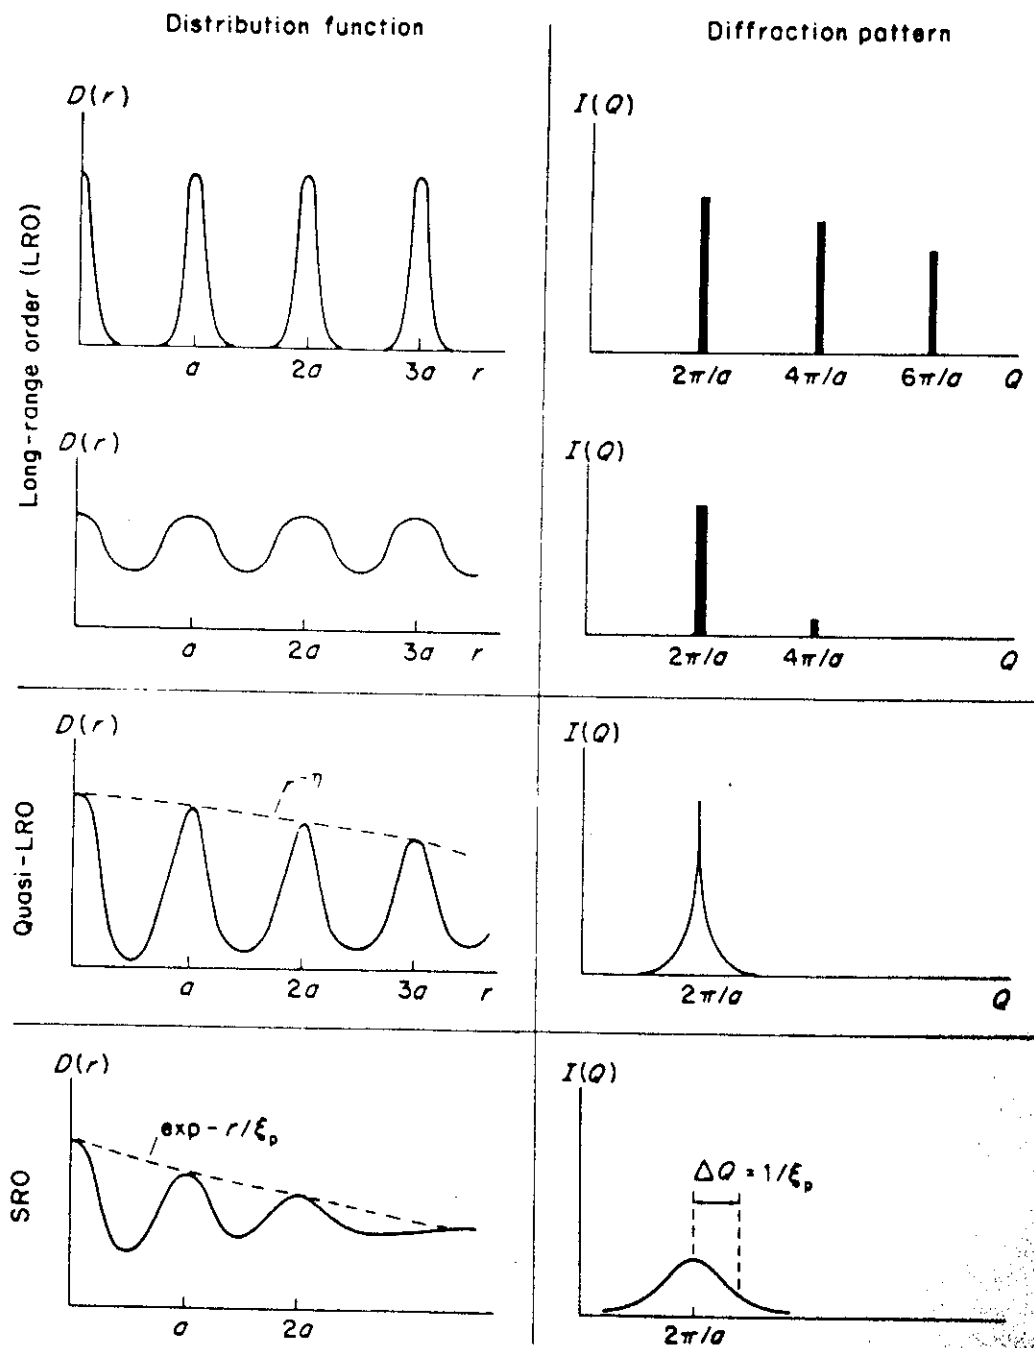 Distribution function
Diffraction pattern
Long-range order (LRO)
D(r)
a 2a 3a r
I(Q)
2π/a 4π/a 6π/a Q
D(r)
a 2a 3a r
I(Q)
2π/a 4π/a Q
Quasi-LRO
D(r)
r⁻η
a 2a 3a r
I(Q)
2π/a Q
SRO
D(r)
exp - r/ξₚ
a 2a
I(Q)
ΔQ = 1/ξₚ
2π/a